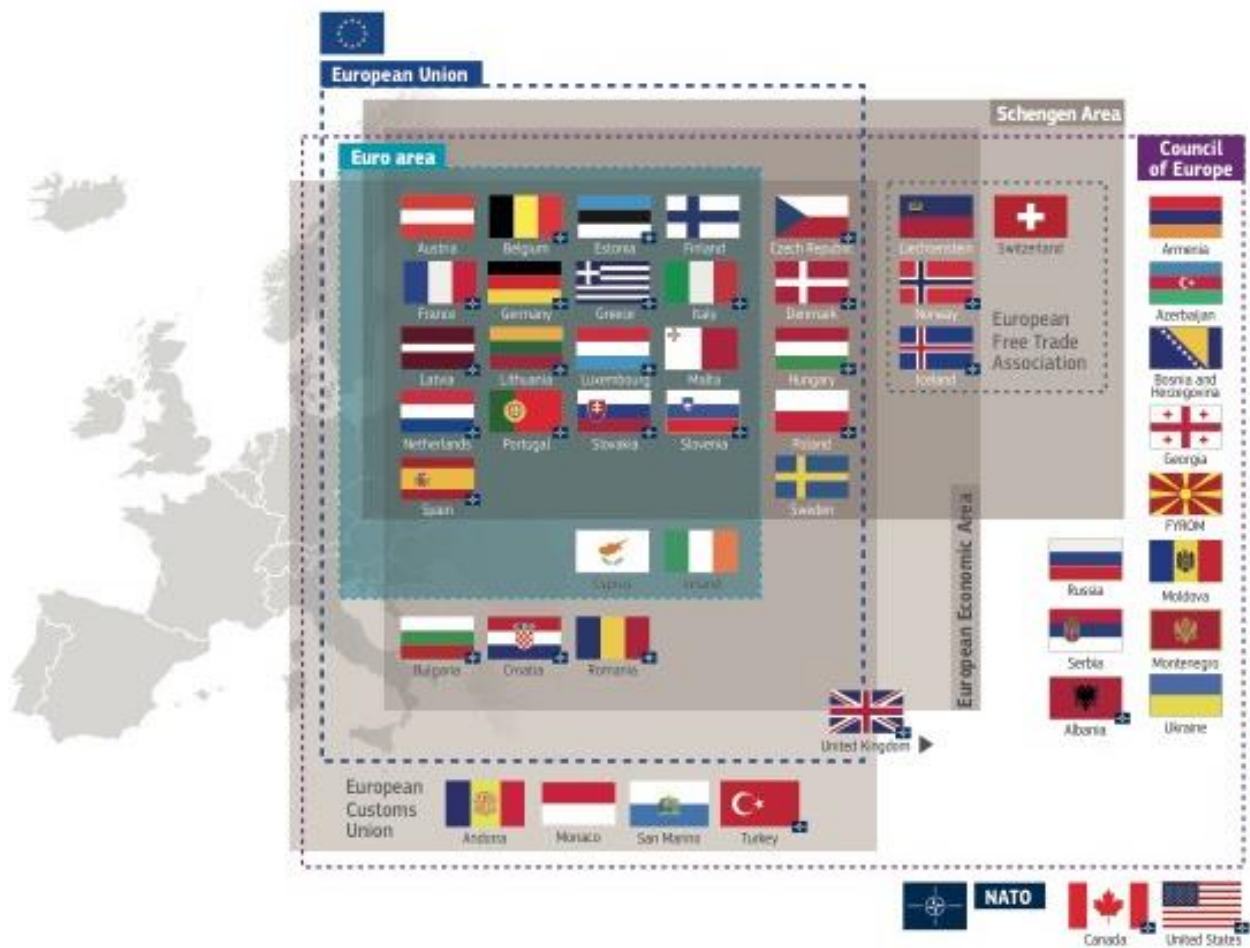 European Union
Schengen Area
Euro area
Council
of Europe
Austria
Belgium
Estonia
Finland
Czech Republic
Liechtenstein
Switzerland
Armenia
France
Germany
Greece
Italy
Denmark
Norway
Azerbaijan
European
Free Trade
Association
Latvia
Lithuania
Luxembourg
Malta
Hungary
Iceland
Bosnia and
Herzegovina
Netherlands
Portugal
Slovakia
Slovenia
Poland
Georgia
Spain
Sweden
FYROM
European Economic Area
Cyprus
Ireland
Russia
Moldova
Bulgaria
Croatia
Romania
Serbia
Montenegro
United Kingdom
Albania
Ukraine
European
Customs
Union
Andorra
Monaco
San Marino
Turkey
NATO
Canada
United States